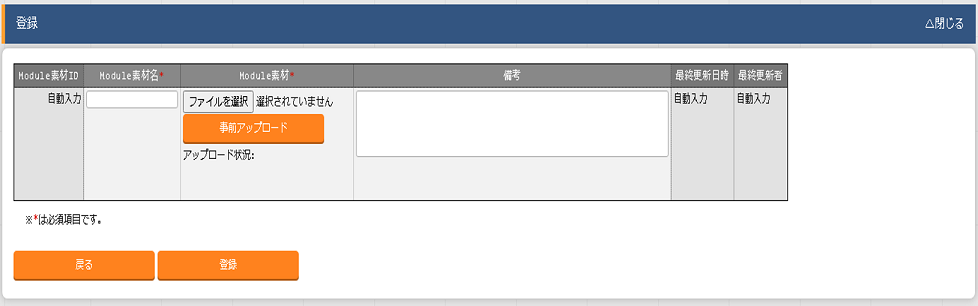 登録 △閉じる
Module素材ID Module素材名* Module素材* 備考 最終更新日時 最終更新者
自動入力 ファイルを選択 選択されていません 自動入力 自動入力
事前アップロード
アップロード状況:
※*は必須項目です。
戻る 登録